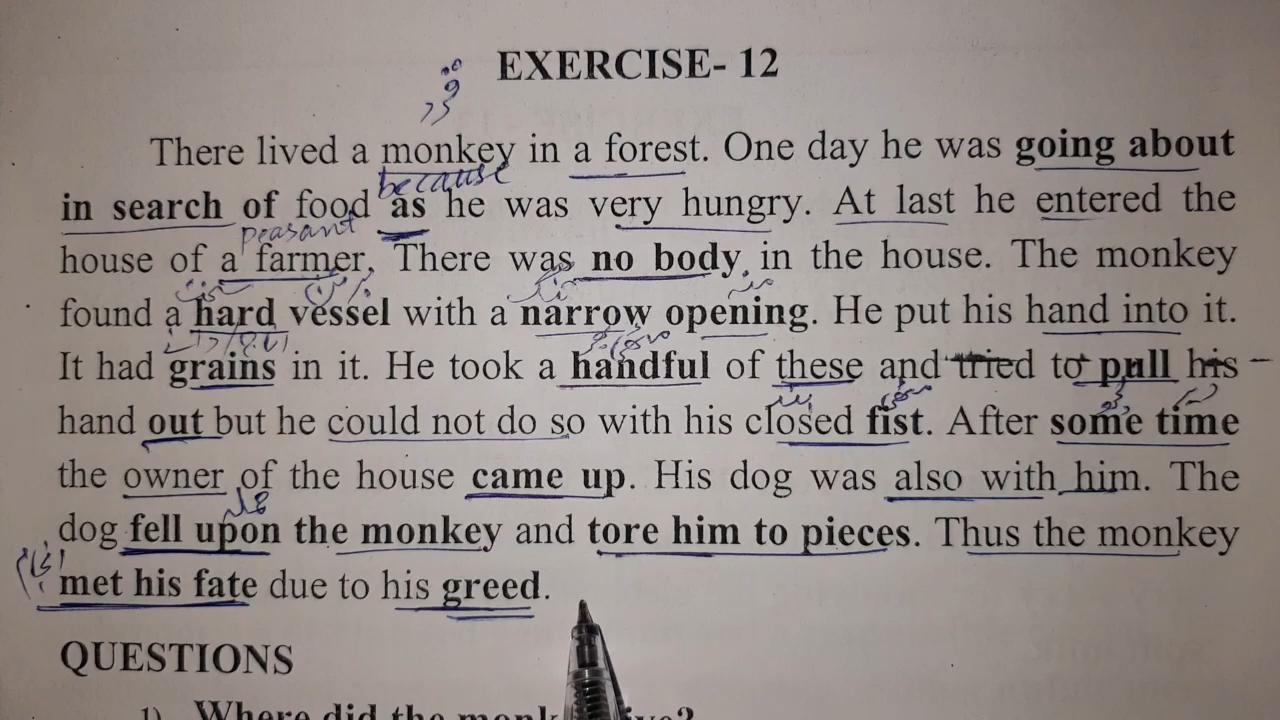 EXERCISE- 12
There lived a monkey in a forest. One day he was going about
because
in search of food as he was very hungry. At last he entered the
peasant
house of a farmer. There was no body in the house. The monkey
found a hard vessel with a narrow opening. He put his hand into it.
It had grains in it. He took a handful of these and tried to pull his
hand out but he could not do so with his closed fist. After some time
the owner of the house came up. His dog was also with him. The
dog fell upon the monkey and tore him to pieces. Thus the monkey
met his fate due to his greed.
QUESTIONS
1) Where did the